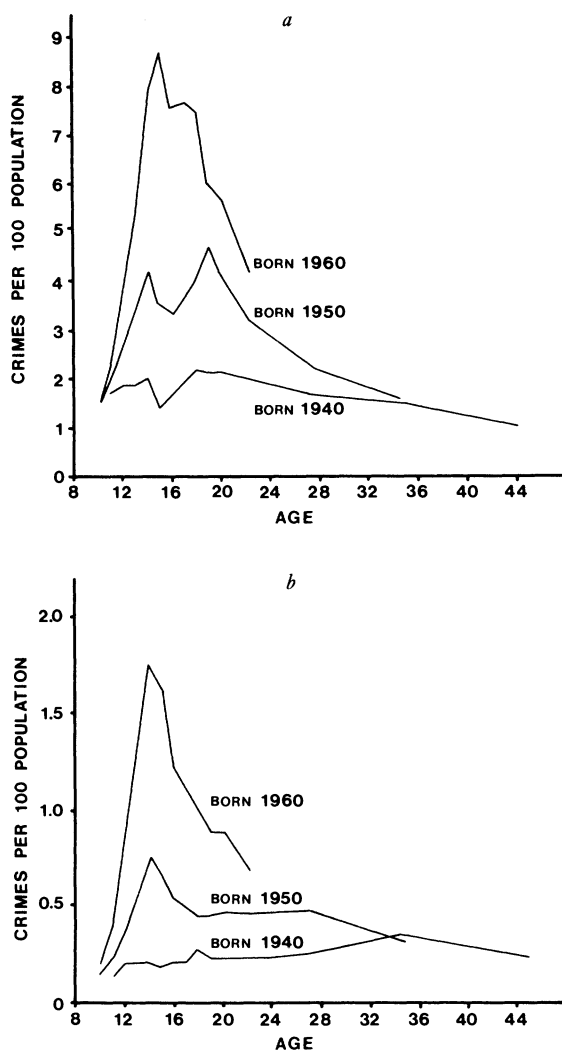 a
CRIMES PER 100 POPULATION
9
8
7
6
5
4
3
2
1
0
BORN 1960
BORN 1950
BORN 1940
8 12 16 20 24 28 32 36 40 44
AGE
b
CRIMES PER 100 POPULATION
2.0
1.5
1.0
0.5
0
BORN 1960
BORN 1950
BORN 1940
8 12 16 20 24 28 32 36 40 44
AGE